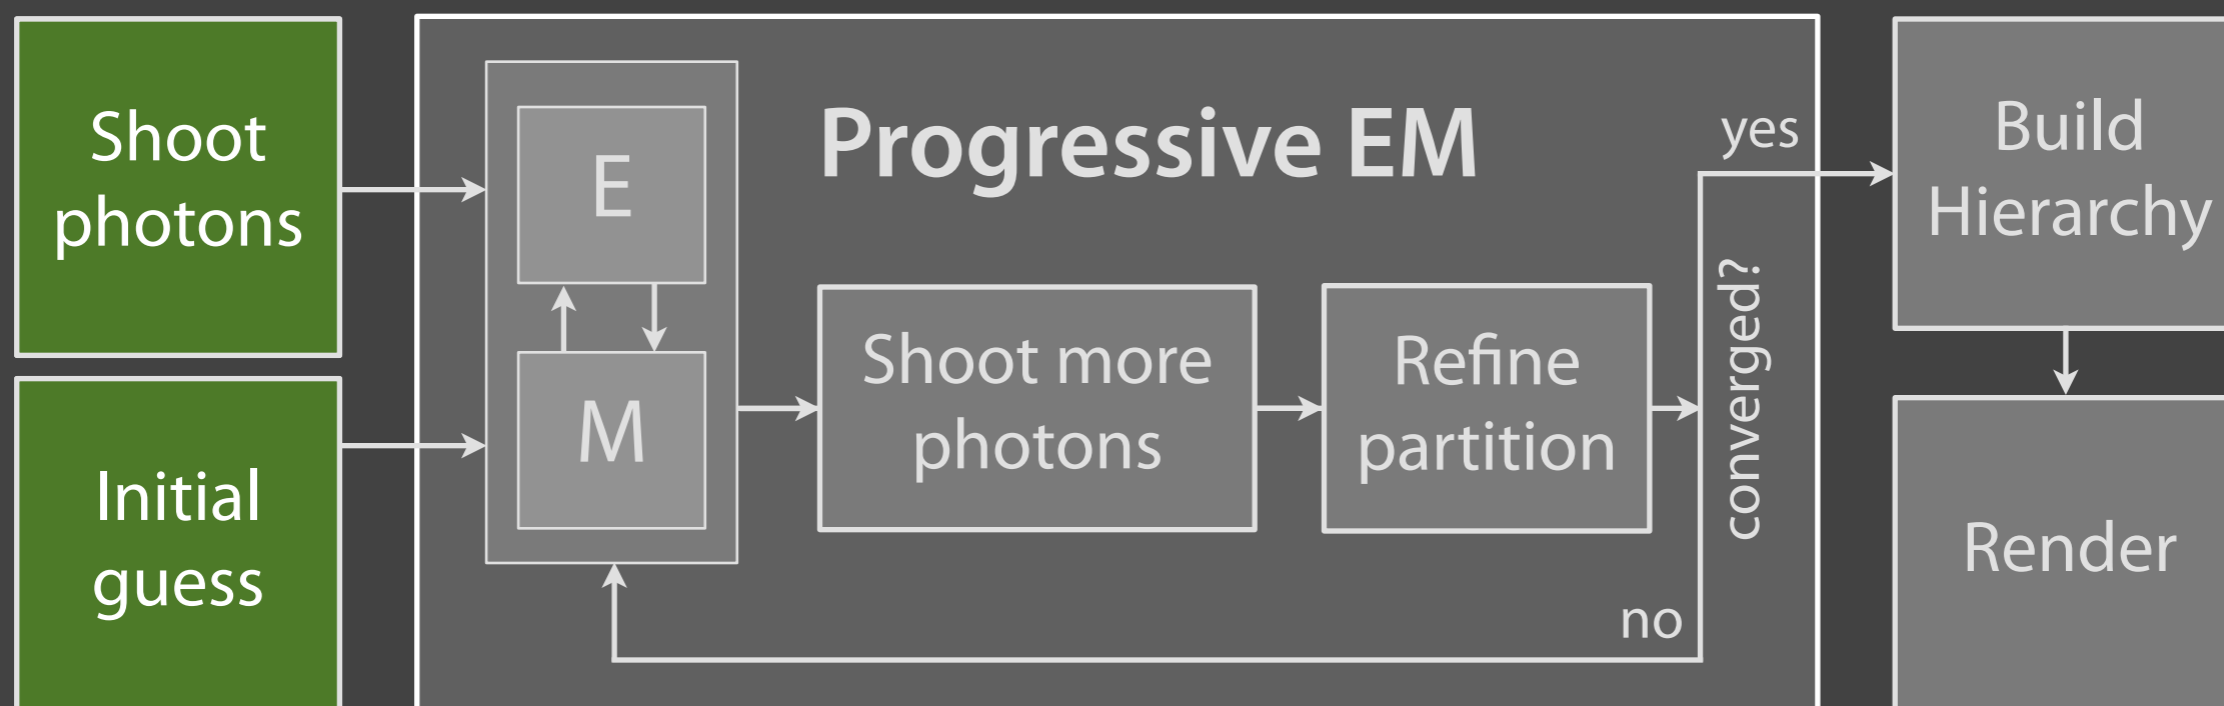 Shoot
photons
Initial
guess
Progressive EM
E
M
Shoot more
photons
Refine
partition
converged?
yes
no
Build
Hierarchy
Render